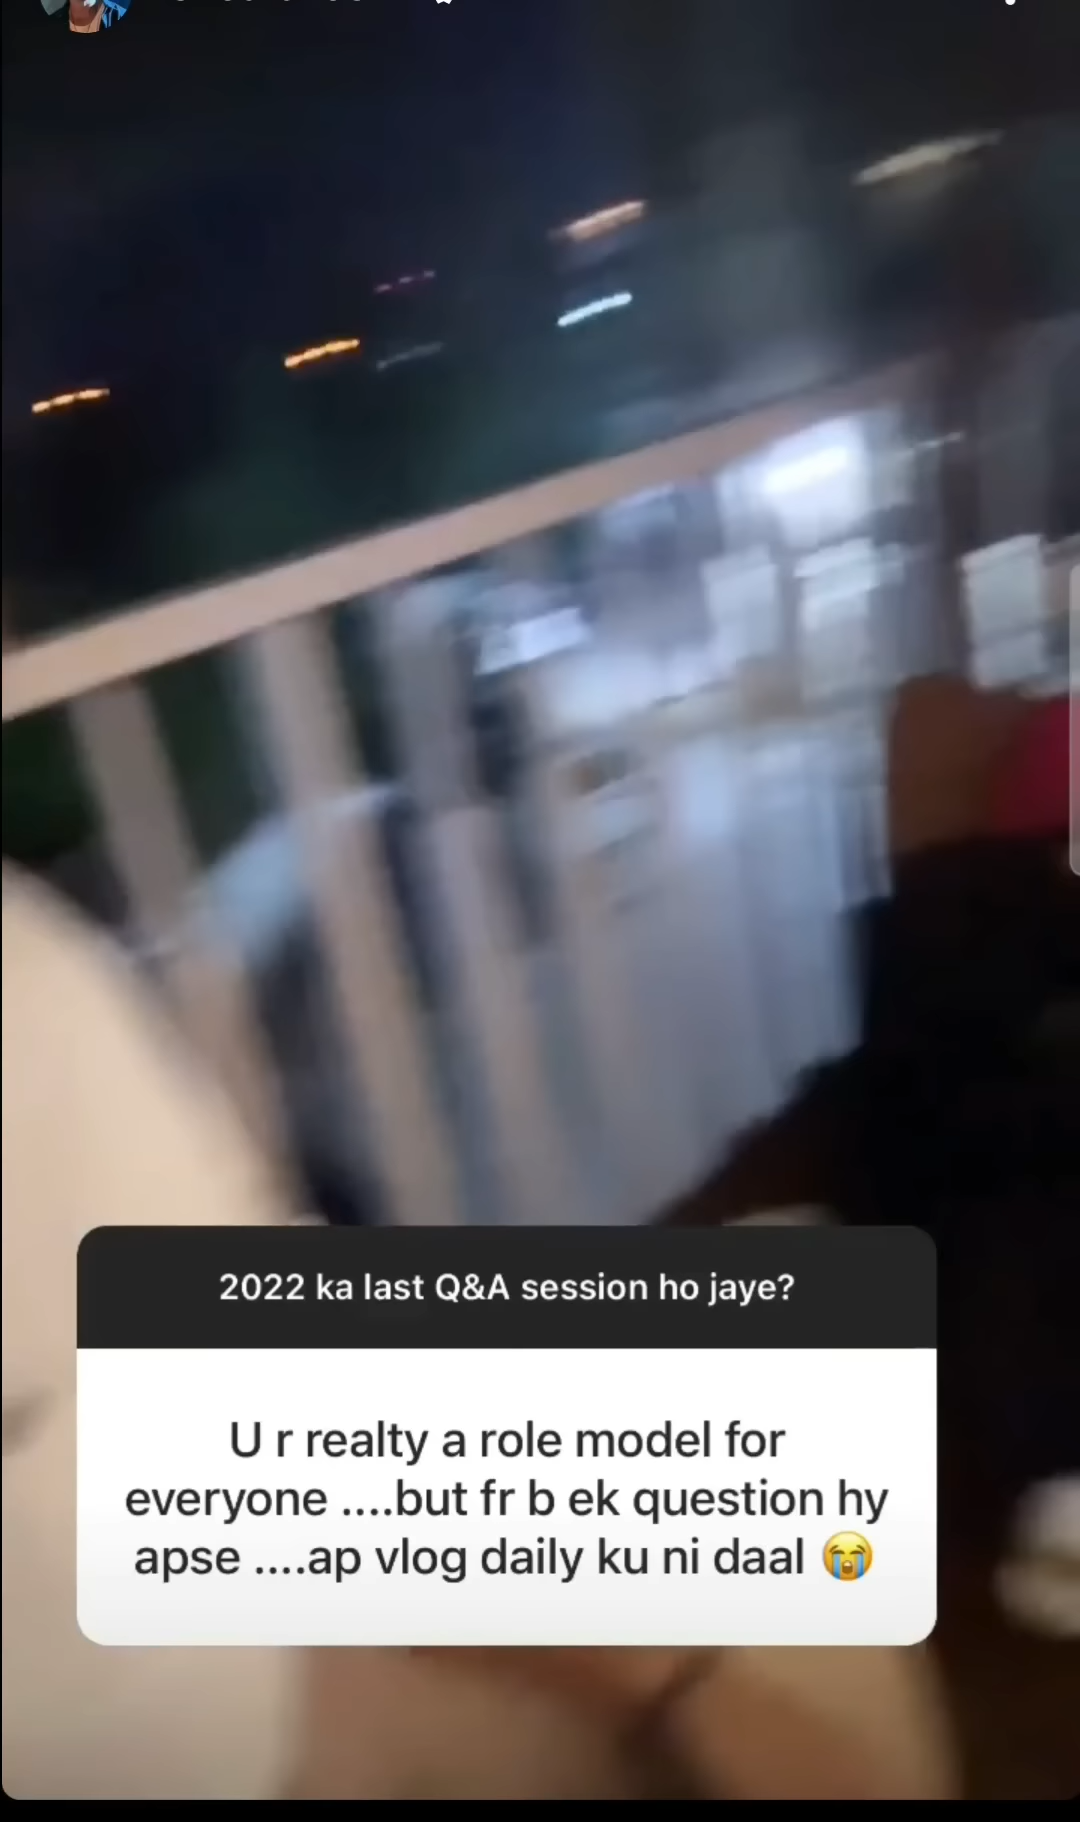 2022 ka last Q&A session ho jaye?
U r realty a role model for
everyone ....but fr b ek question hy
apse ....ap vlog daily ku ni daal 😭